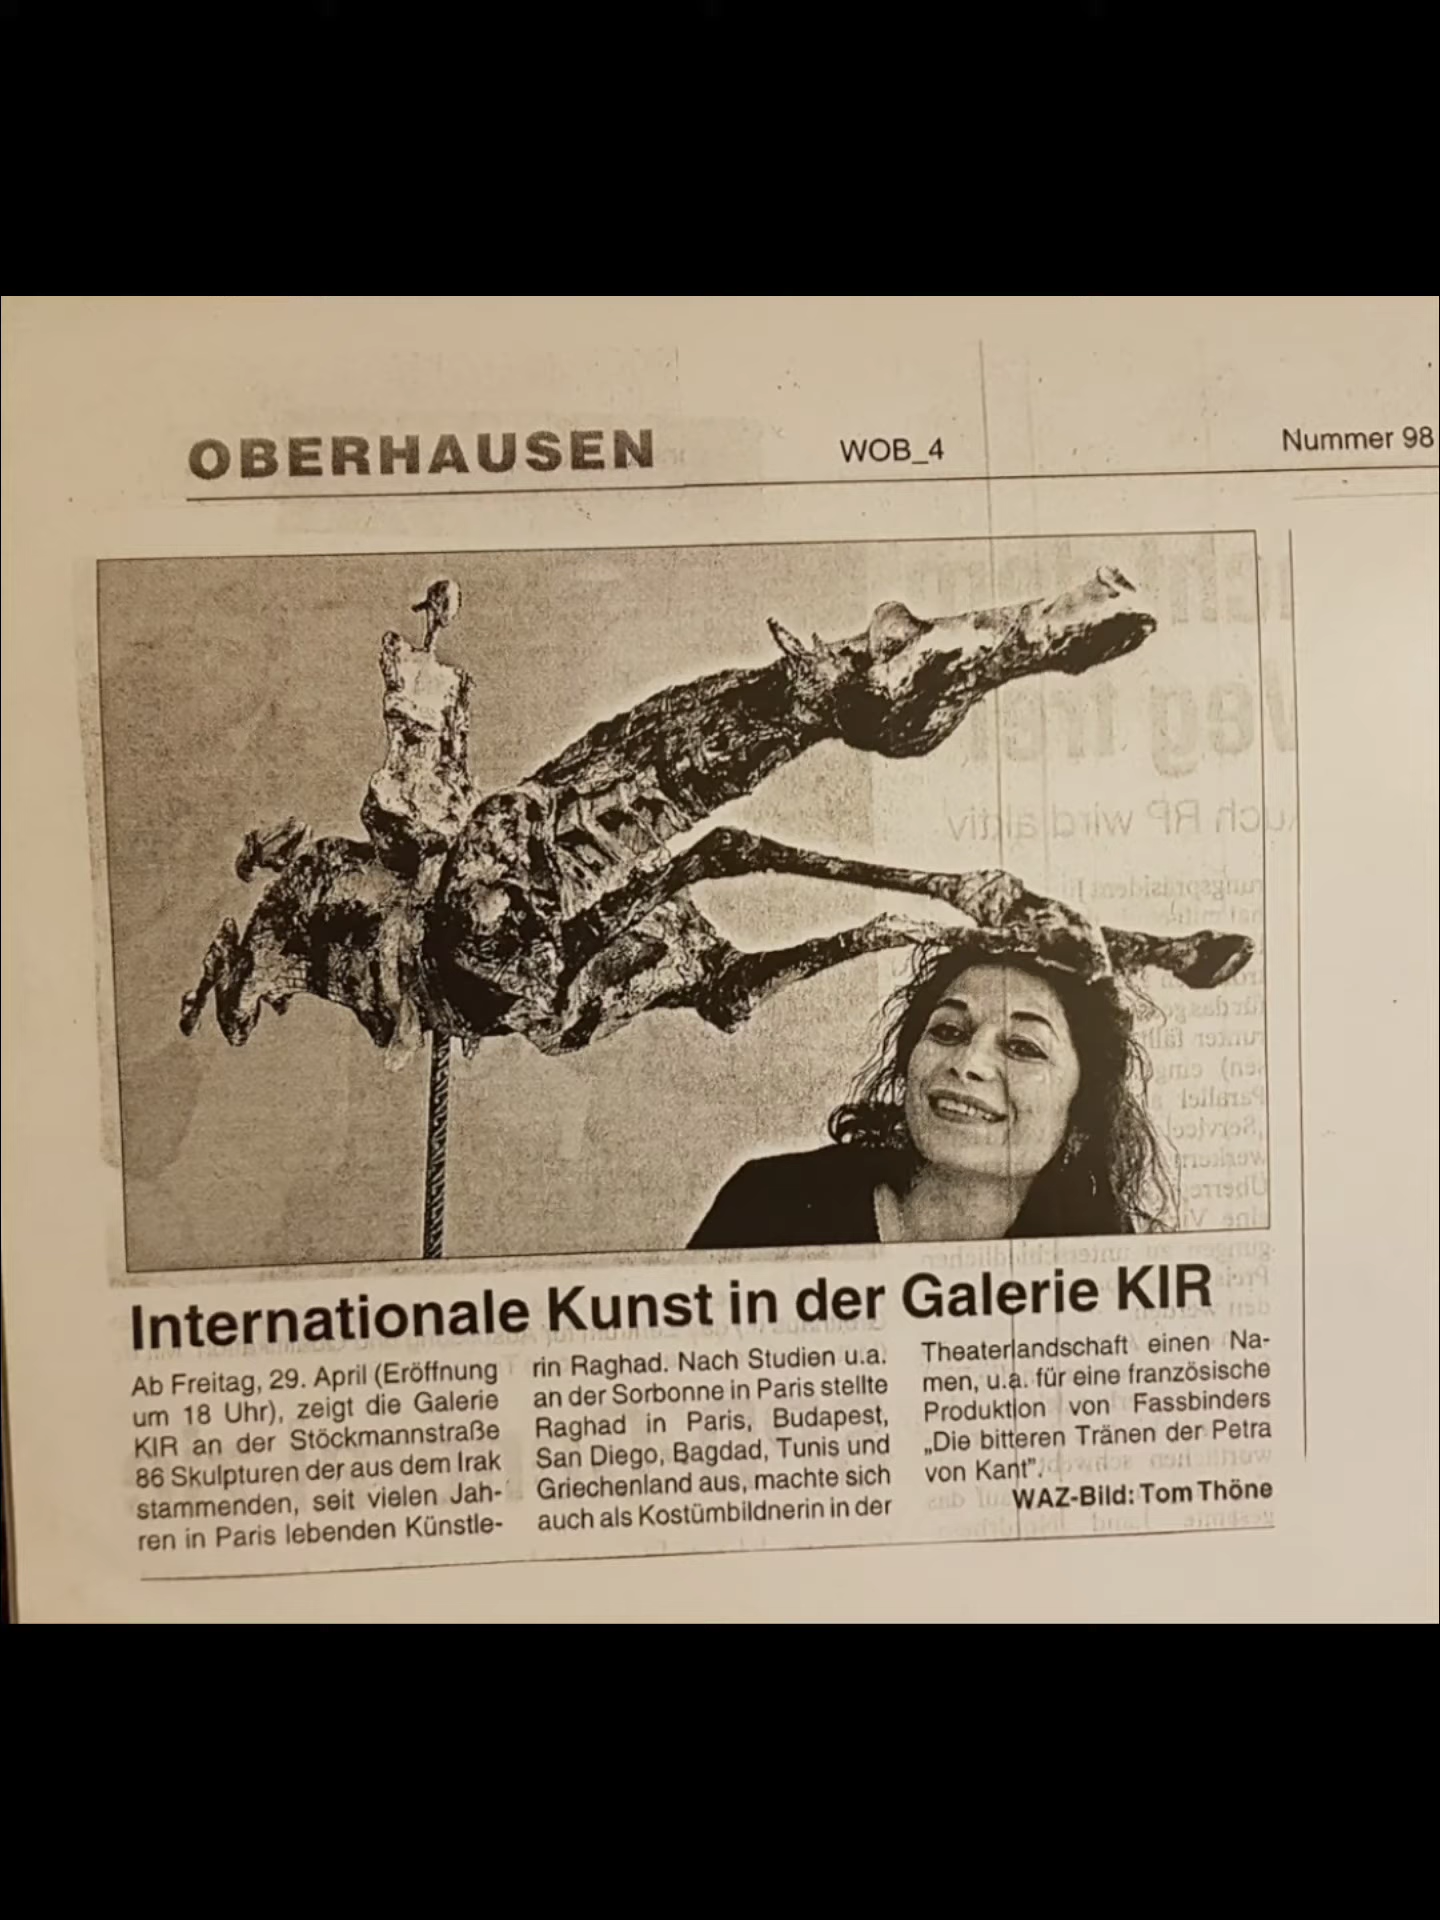 OBERHAUSEN
WOB_4
Nummer 98
Internationale Kunst in der Galerie KIR
Ab Freitag, 29. April (Eröffnung
um 18 Uhr), zeigt die Galerie
KIR an der Stöckmannstraße
86 Skulpturen der aus dem Irak
stammenden, seit vielen Jah-
ren in Paris lebenden Künstle-
rin Raghad. Nach Studien u.a.
an der Sorbonne in Paris stellte
Raghad in Paris, Budapest,
San Diego, Bagdad, Tunis und
Griechenland aus, machte sich
auch als Kostümbildnerin in der
Theaterlandschaft einen Na-
men, u.a. für eine französische
Produktion von Fassbinders
„Die bitteren Tränen der Petra
von Kant”.
WAZ-Bild: Tom Thöne